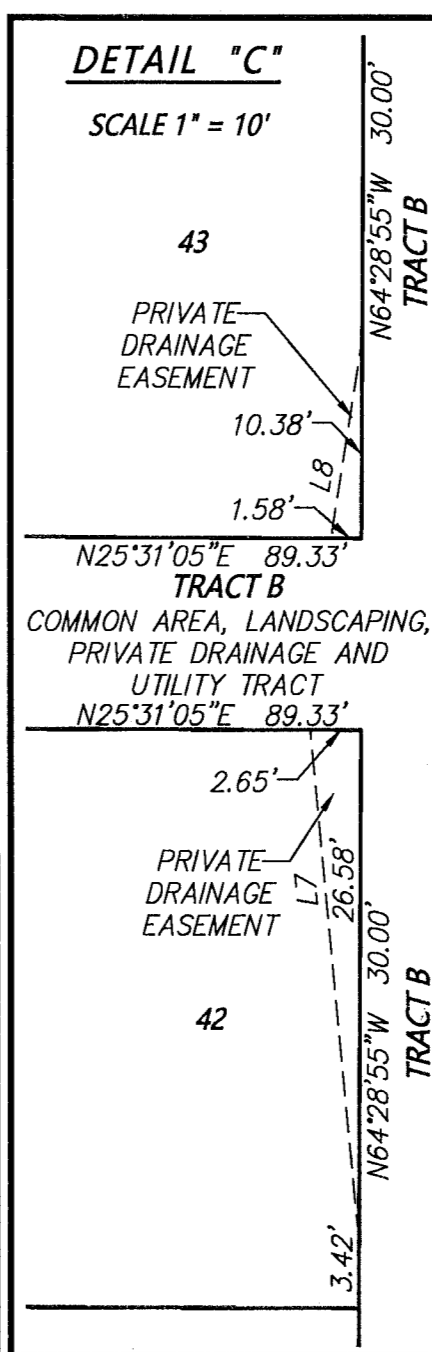 DETAIL "C"
SCALE 1" = 10'
43
N64°28'55"W 30.00'
TRACT B
PRIVATE
DRAINAGE
EASEMENT
10.38'
L8
1.58'
N25°31'05"E 89.33'
TRACT B
COMMON AREA, LANDSCAPING,
PRIVATE DRAINAGE AND
UTILITY TRACT
N25°31'05"E 89.33'
2.65'
PRIVATE
DRAINAGE
EASEMENT
L7
26.58'
42
N64°28'55"W 30.00'
TRACT B
3.42'